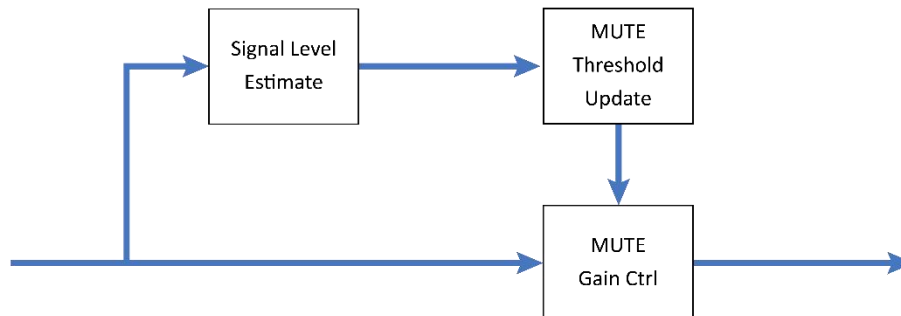 Signal Level
Estimate
MUTE
Threshold
Update
MUTE
Gain Ctrl